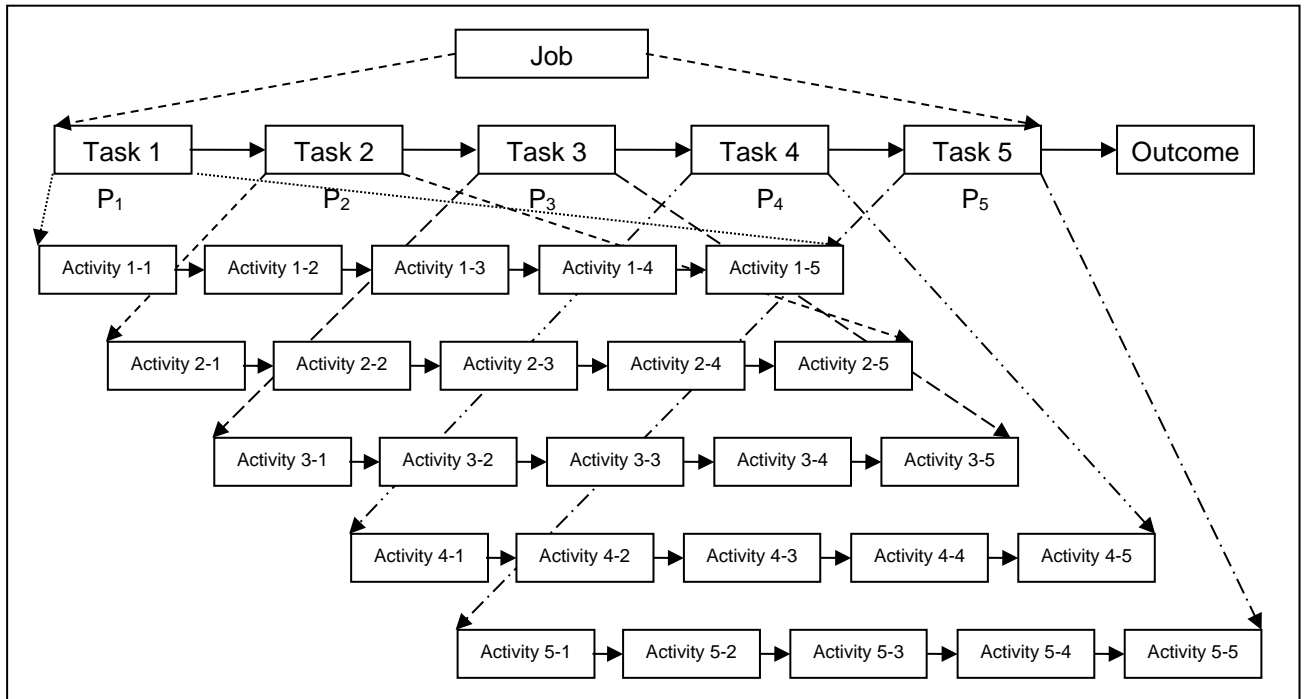 Job
Task 1 Task 2 Task 3 Task 4 Task 5 Outcome
P1 P2 P3 P4 P5
Activity 1-1 Activity 1-2 Activity 1-3 Activity 1-4 Activity 1-5
Activity 2-1 Activity 2-2 Activity 2-3 Activity 2-4 Activity 2-5
Activity 3-1 Activity 3-2 Activity 3-3 Activity 3-4 Activity 3-5
Activity 4-1 Activity 4-2 Activity 4-3 Activity 4-4 Activity 4-5
Activity 5-1 Activity 5-2 Activity 5-3 Activity 5-4 Activity 5-5